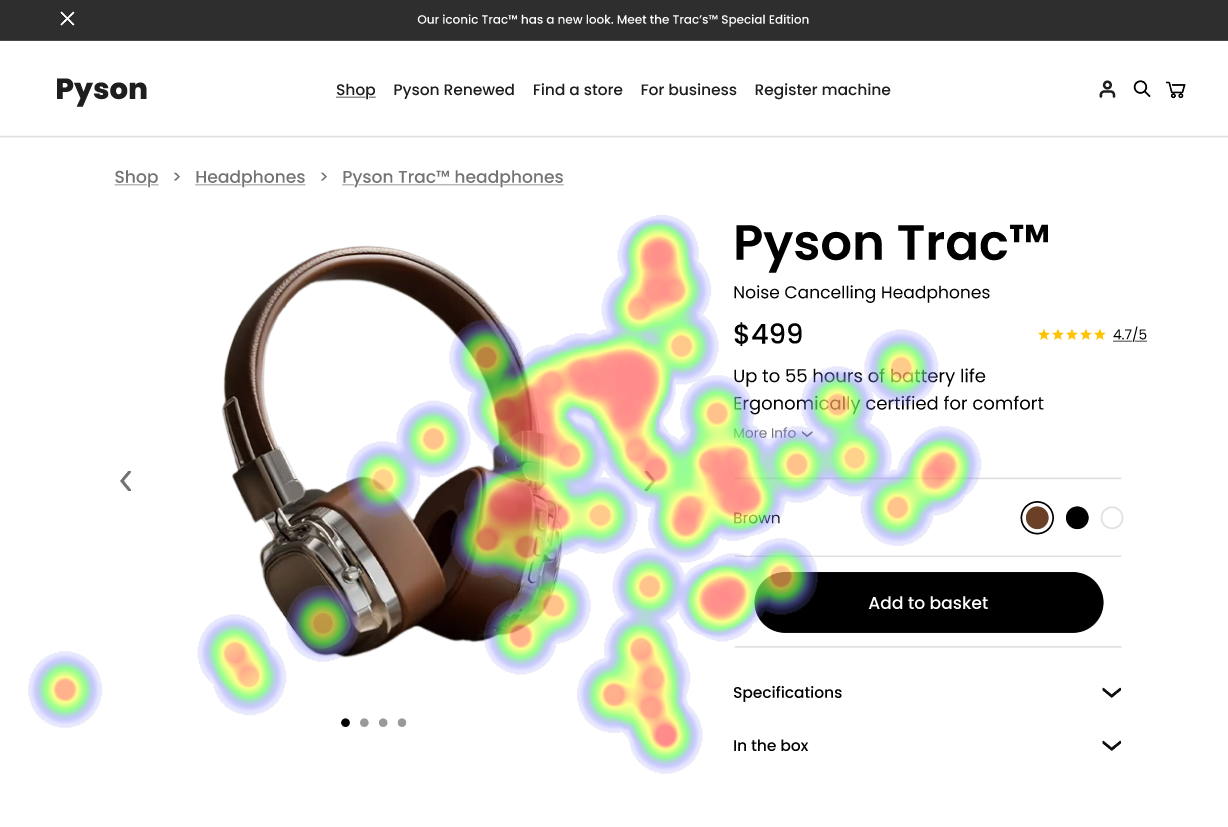 Our iconic Trac™ has a new look. Meet the Trac’s™ Special Edition
Pyson
Shop
Pyson Renewed
Find a store
For business
Register machine
Shop > Headphones > Pyson Trac™ headphones
Pyson Trac™
Noise Cancelling Headphones
$499
4.7/5
Up to 55 hours of battery life
Ergonomically certified for comfort
More Info
Brown
Add to basket
Specifications
In the box